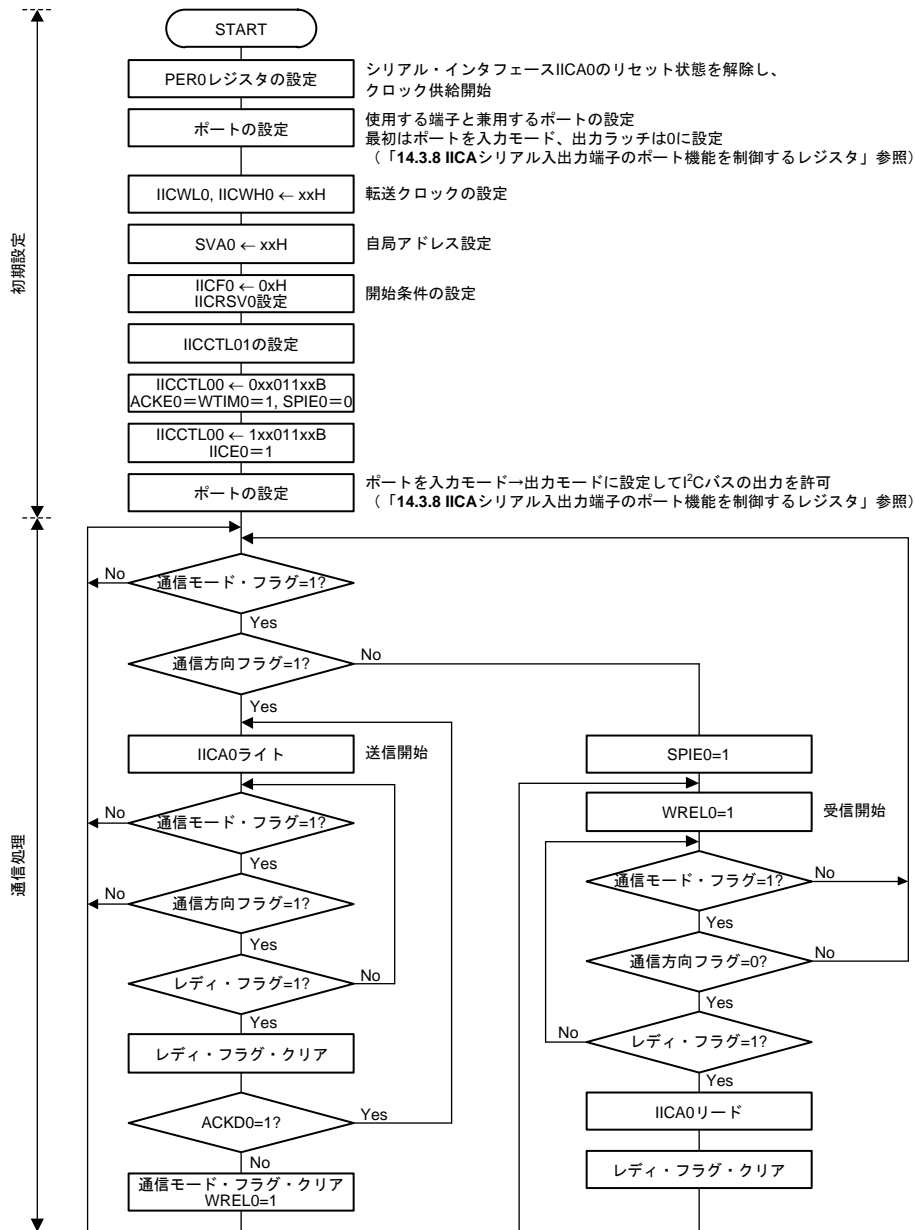 START
PER0レジスタの設定
シリアル・インタフェースIICA0のリセット状態を解除し、
クロック供給開始
ポートの設定
使用する端子と兼用するポートの設定
最初はポートを入力モード、出力ラッチは0に設定
（「14.3.8 IICAシリアル入出力端子のポート機能を制御するレジスタ」参照）
IICWL0, IICWH0 ← xxH
転送クロックの設定
SVA0 ← xxH
自局アドレス設定
IICF0 ← 0xH
IICRSV0設定
開始条件の設定
IICCTL01の設定
IICCTL00 ← 0xx011xxB
ACKE0＝WTIM0＝1, SPIE0＝0
IICCTL00 ← 1xx011xxB
IICE0＝1
ポートの設定
ポートを入力モード→出力モードに設定してI²Cバスの出力を許可
（「14.3.8 IICAシリアル入出力端子のポート機能を制御するレジスタ」参照）
初期設定
通信処理
通信モード・フラグ=1?
No
Yes
通信方向フラグ=1?
No
Yes
IICA0ライト
送信開始
通信モード・フラグ=1?
No
Yes
通信方向フラグ=1?
No
Yes
レディ・フラグ=1?
No
Yes
レディ・フラグ・クリア
ACKD0=1?
Yes
No
通信モード・フラグ・クリア
WREL0=1
SPIE0=1
WREL0=1
受信開始
通信モード・フラグ=1?
No
Yes
通信方向フラグ=0?
No
Yes
レディ・フラグ=1?
No
Yes
IICA0リード
レディ・フラグ・クリア